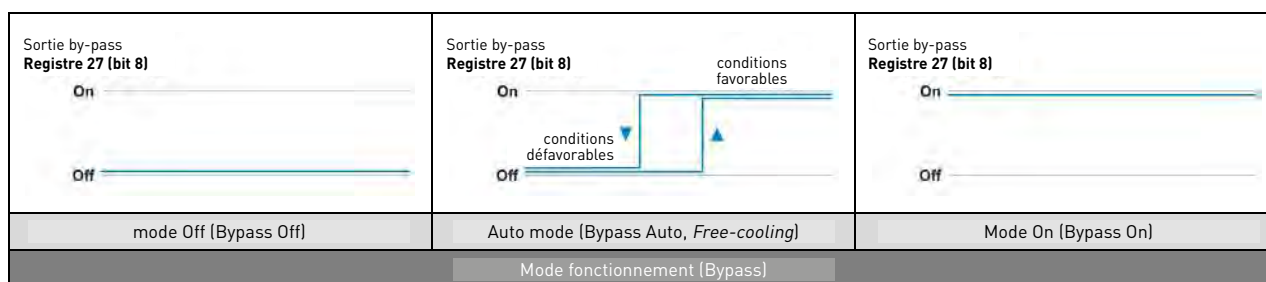 Sortie by-pass
Registre 27 (bit 8)
On
Off
mode Off (Bypass Off)
Sortie by-pass
Registre 27 (bit 8)
conditions
favorables
On
conditions
défavorables
Off
Auto mode (Bypass Auto, Free-cooling)
Sortie by-pass
Registre 27 (bit 8)
On
Off
Mode On (Bypass On)
Mode fonctionnement (Bypass)